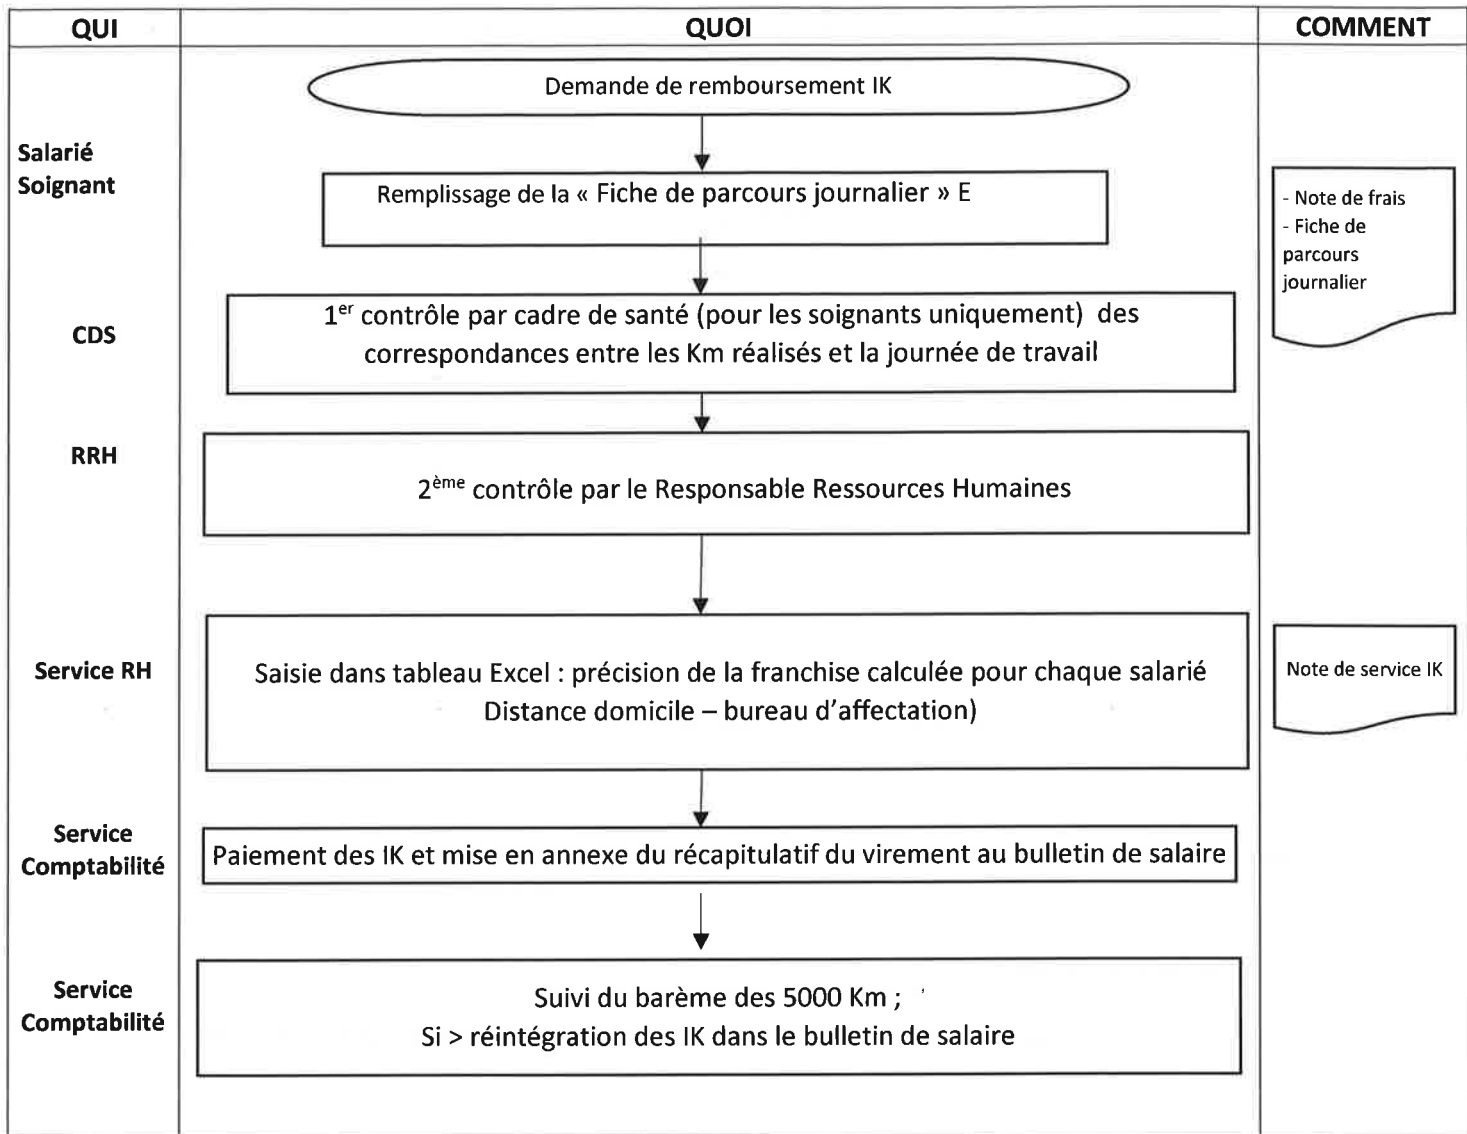 QUI
QUOI
COMMENT
Demande de remboursement IK
Salarié
Soignant
Remplissage de la « Fiche de parcours journalier » E
- Note de frais
- Fiche de
parcours
journalier
CDS
1er contrôle par cadre de santé (pour les soignants uniquement) des
correspondances entre les Km réalisés et la journée de travail
RRH
2ème contrôle par le Responsable Ressources Humaines
Service RH
Saisie dans tableau Excel : précision de la franchise calculée pour chaque salarié
Distance domicile – bureau d'affectation)
Note de service IK
Service
Comptabilité
Paiement des IK et mise en annexe du récapitulatif du virement au bulletin de salaire
Service
Comptabilité
Suivi du barème des 5000 Km ;
Si > réintégration des IK dans le bulletin de salaire